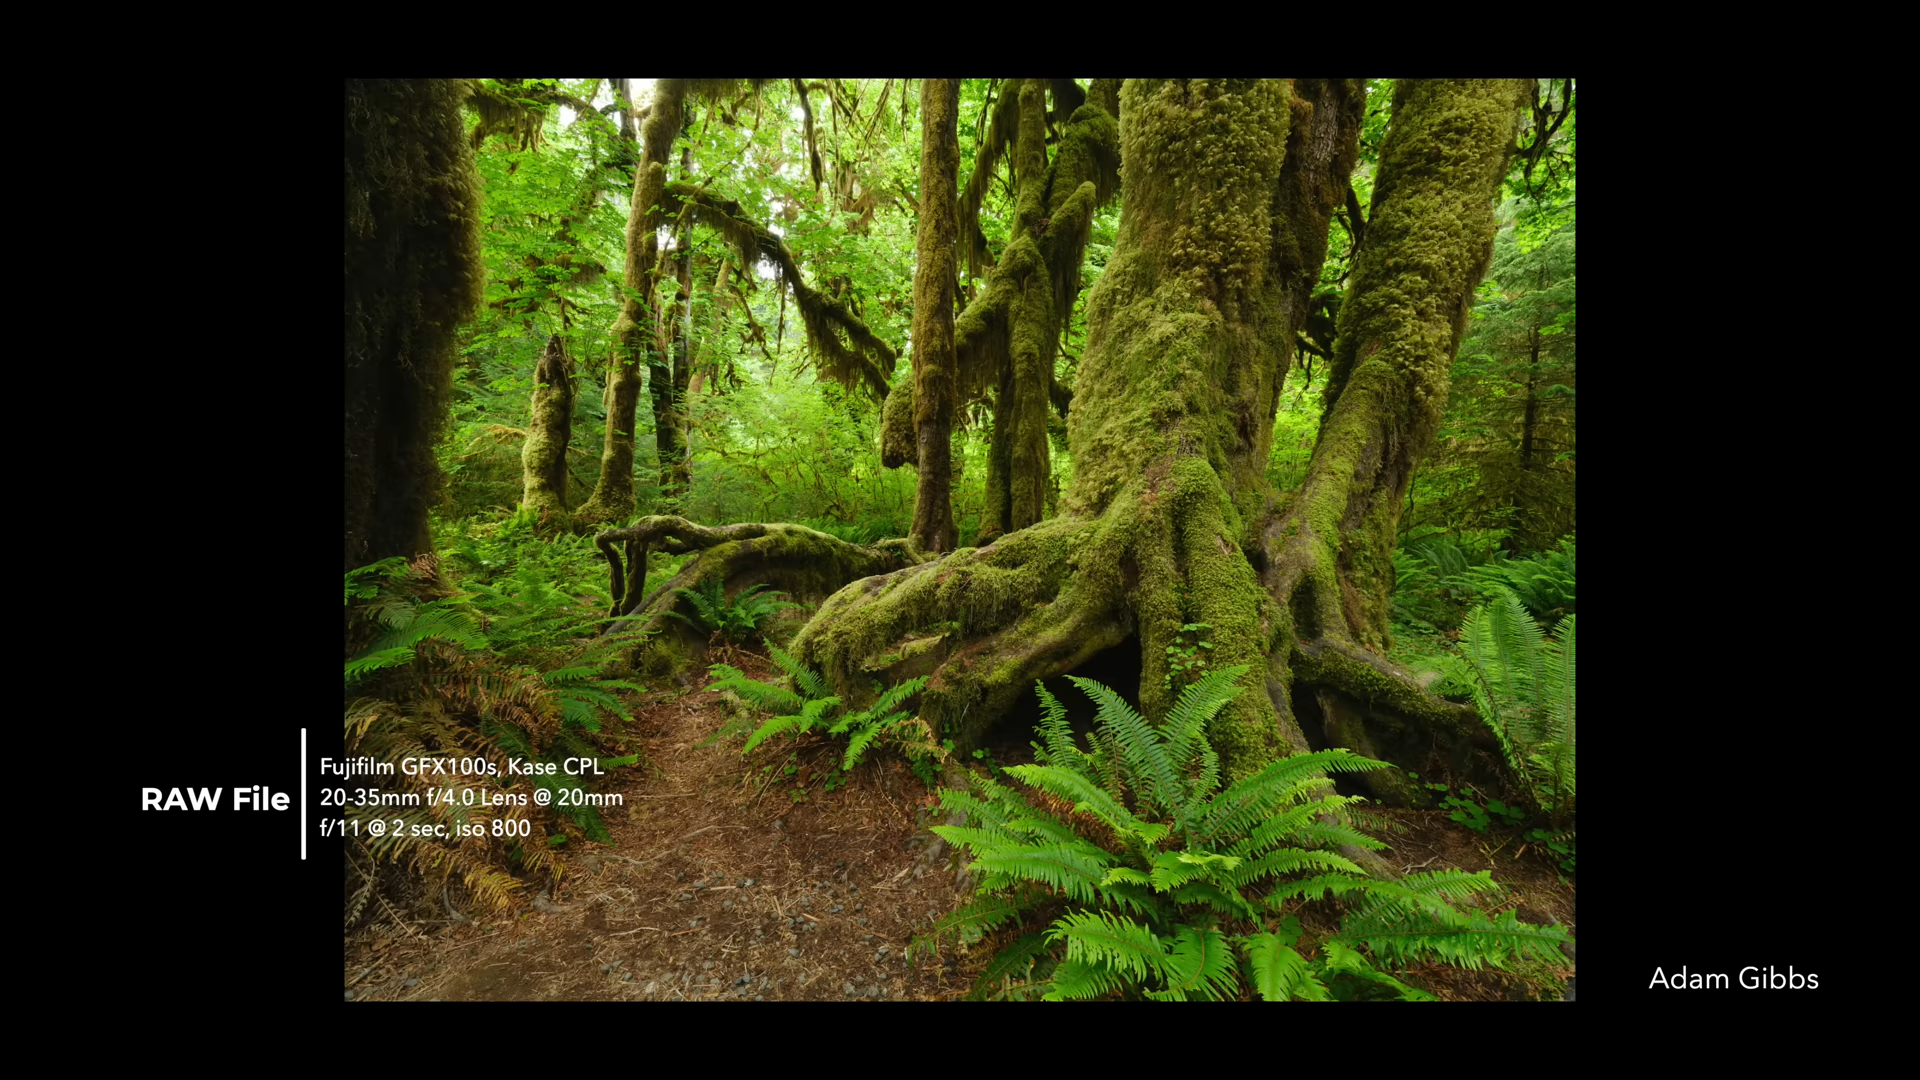 RAW File
Fujifilm GFX100s, Kase CPL
20-35mm f/4.0 Lens @ 20mm
f/11 @ 2 sec, iso 800
Adam Gibbs